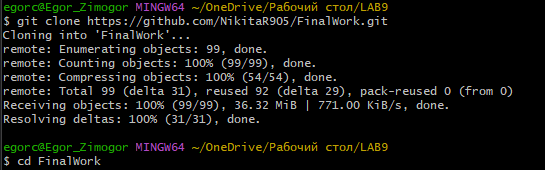 egorc@Egor_Zimogor MINGW64 ~/OneDrive/Рабочий стол/LAB9
$ git clone https://github.com/NikitaR905/FinalWork.git
Cloning into 'FinalWork'...
remote: Enumerating objects: 99, done.
remote: Counting objects: 100% (99/99), done.
remote: Compressing objects: 100% (54/54), done.
remote: Total 99 (delta 31), reused 92 (delta 29), pack-reused 0 (from 0)
Receiving objects: 100% (99/99), 36.32 MiB | 771.00 KiB/s, done.
Resolving deltas: 100% (31/31), done.
egorc@Egor_Zimogor MINGW64 ~/OneDrive/Рабочий стол/LAB9
$ cd FinalWork